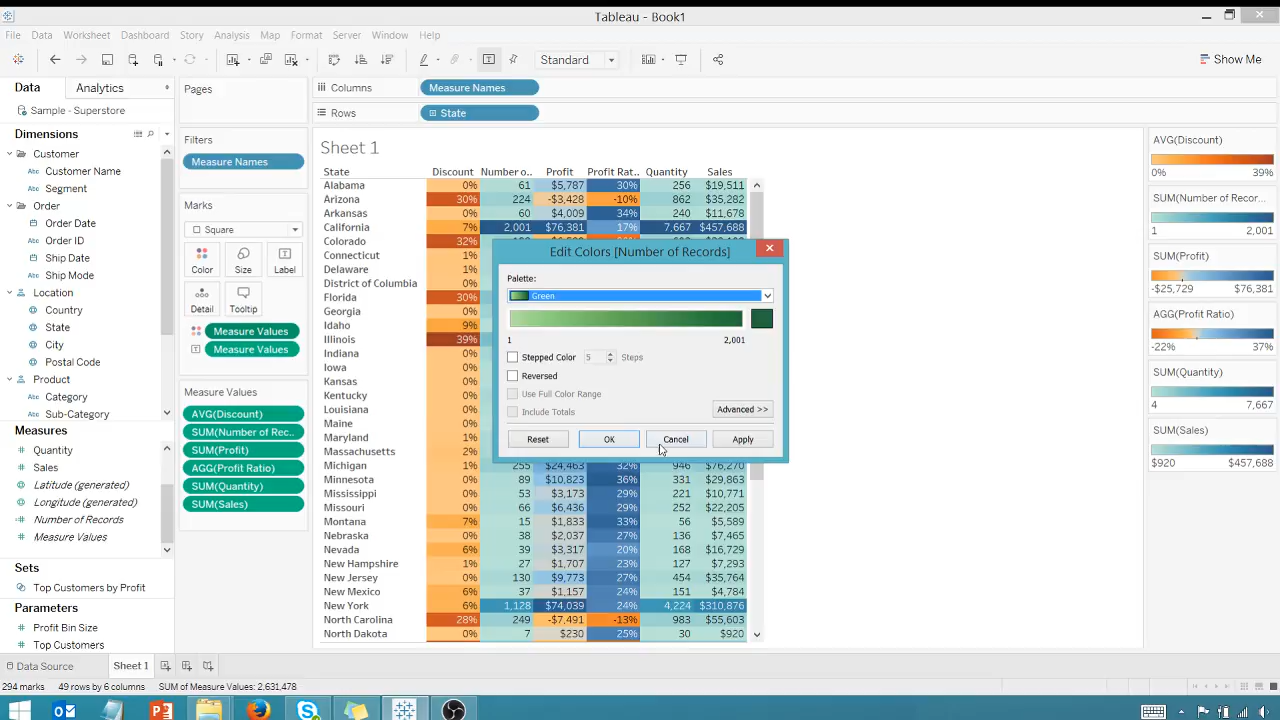 Tableau - Book1
File Data Worksheet Dashboard Story Analysis Map Format Server Window Help
Standard
Show Me
Data Analytics
Sample - Superstore
Dimensions
Customer
Abc Customer Name
Abc Segment
Order
Order Date
Abc Order ID
Ship Date
Abc Ship Mode
Location
Country
State
City
Postal Code
Product
Abc Category
Abc Sub-Category
Measures
# Quantity
# Sales
Latitude (generated)
Longitude (generated)
=# Number of Records
# Measure Values
Sets
Top Customers by Profit
Parameters
# Profit Bin Size
# Top Customers
Pages
Filters
Measure Names
Marks
Square
Color Size Label
Detail Tooltip
Measure Values
Measure Values
Measure Values
AVG(Discount)
SUM(Number of Rec..
SUM(Profit)
AGG(Profit Ratio)
SUM(Quantity)
SUM(Sales)
Columns Measure Names
Rows State
Sheet 1
State Discount Number o.. Profit Profit Rat.. Quantity Sales
Alabama 0% 61 $5,787 30% 256 $19,511
Arizona 30% 224 -$3,428 -10% 862 $35,282
Arkansas 0% 60 $4,009 34% 240 $11,678
California 7% 2,001 $76,381 17% 7,667 $457,688
Colorado 32%
Connecticut 1%
Delaware 1%
District of Columbia 0%
Florida 30%
Georgia 0%
Idaho 9%
Illinois 39%
Indiana 0%
Iowa 0%
Kansas 0%
Kentucky 0%
Louisiana 0%
Maine 0%
Maryland 1%
Massachusetts 2%
Michigan 1% 255 $24,463 32% 946 $76,270
Minnesota 0% 89 $10,823 36% 331 $29,863
Mississippi 0% 53 $3,173 29% 221 $10,771
Missouri 0% 66 $6,436 29% 252 $22,205
Montana 7% 15 $1,833 33% 56 $5,589
Nebraska 0% 38 $2,037 27% 136 $7,465
Nevada 6% 39 $3,317 20% 168 $16,729
New Hampshire 1% 27 $1,707 23% 127 $7,293
New Jersey 0% 130 $9,773 27% 454 $35,764
New Mexico 6% 37 $1,157 24% 151 $4,784
New York 6% 1,128 $74,039 24% 4,224 $310,876
North Carolina 28% 249 -$7,491 -13% 983 $55,603
North Dakota 0% 7 $230 25% 30 $920
Edit Colors [Number of Records]
Palette:
Green
1 2,001
Stepped Color 5 Steps
Reversed
Use Full Color Range
Include Totals
Advanced >>
Reset OK Cancel Apply
AVG(Discount)
0% 39%
SUM(Number of Recor...
1 2,001
SUM(Profit)
-$25,729 $76,381
AGG(Profit Ratio)
-22% 37%
SUM(Quantity)
4 7,667
SUM(Sales)
$920 $457,688
Data Source Sheet 1
294 marks 49 rows by 6 columns SUM of Measure Values: 2,631,478